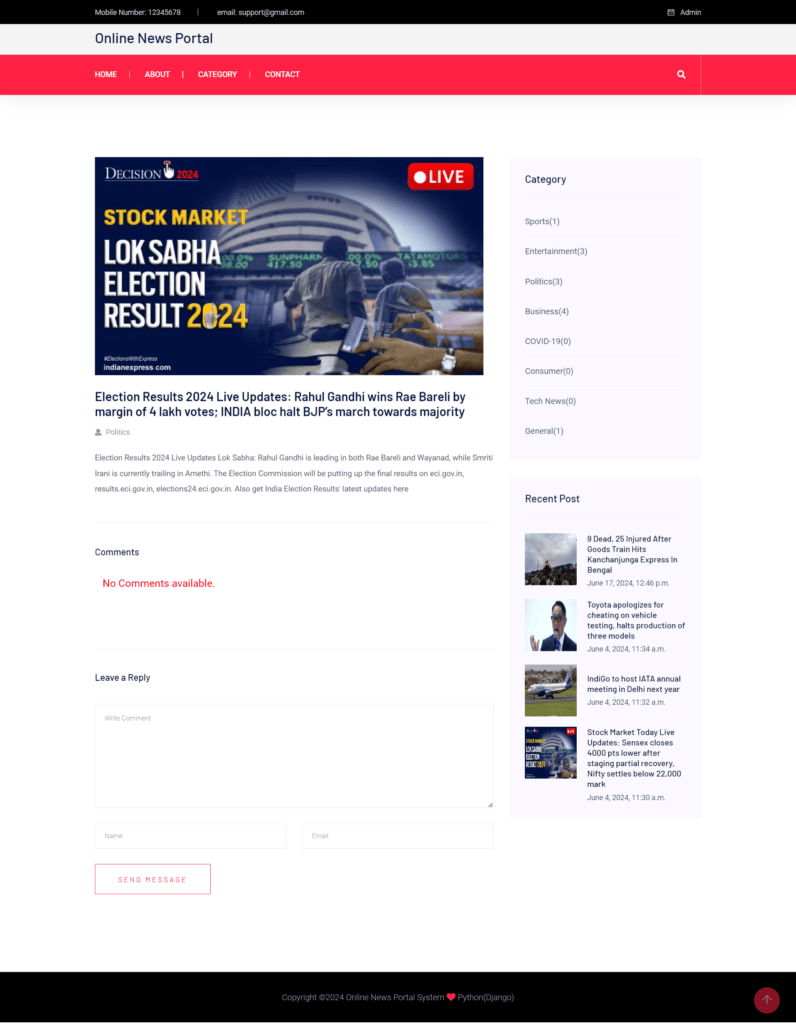 Mobile Number: 12345678
email: support@gmail.com
Admin
Online News Portal
HOME
ABOUT
CATEGORY
CONTACT
DECISION 2024
LIVE
STOCK MARKET
LOK SABHA
ELECTION
RESULT 2024
SUNPHARM
TATAMOTORS
417.50
#ElectionsWithExpress
indianexpress.com
Election Results 2024 Live Updates: Rahul Gandhi wins Rae Bareli by
margin of 4 lakh votes; INDIA bloc halt BJP's march towards majority
Politics
Election Results 2024 Live Updates Lok Sabha: Rahul Gandhi is leading in both Rae Bareli and Wayanad, while Smriti
Irani is currently trailing in Amethi. The Election Commission will be putting up the final results on eci.gov.in,
results.eci.gov.in, elections24.eci.gov.in. Also get India Election Results' latest updates here
Comments
No Comments available.
Leave a Reply
Write Comment
Name
Email
SEND MESSAGE
Category
Sports(1)
Entertainment(3)
Politics(3)
Business(4)
COVID-19(0)
Consumer(0)
Tech News(0)
General(1)
Recent Post
9 Dead, 25 Injured After
Goods Train Hits
Kanchanjunga Express In
Bengal
June 17, 2024, 12:46 p.m.
Toyota apologizes for
cheating on vehicle
testing, halts production of
three models
June 4, 2024, 11:34 a.m.
IndiGo to host IATA annual
meeting in Delhi next year
June 4, 2024, 11:32 a.m.
STOCK MARKET
LOK SABHA
ELECTION
RESULT 2024
Stock Market Today Live
Updates: Sensex closes
4000 pts lower after
staging partial recovery,
Nifty settles below 22,000
mark
June 4, 2024, 11:30 a.m.
Copyright ©2024 Online News Portal System ❤ Python(Django)